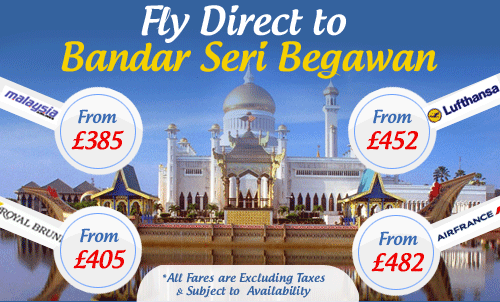 Fly Direct to
Bandar Seri Begawan
malaysia
From
£385
From
£452
Lufthansa
ROYAL BRUN
From
£405
From
£482
AIRFRANCE
*All Fares are Excluding Taxes
& Subject to Availability